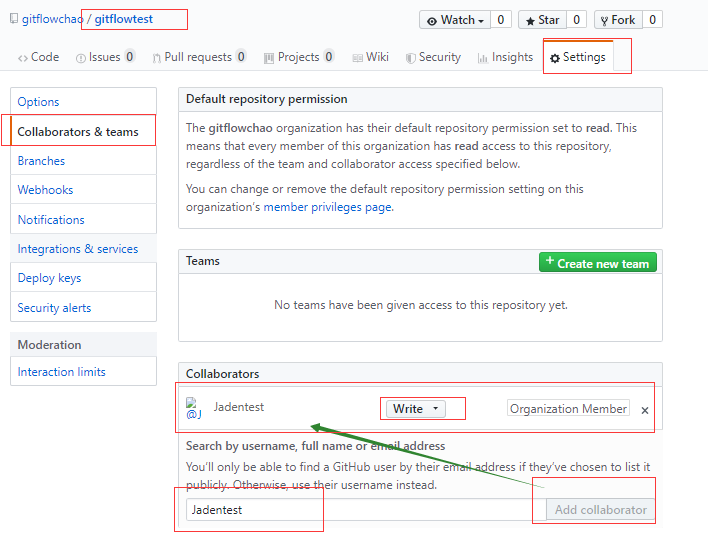 gitflowchao / gitflowtest
Watch 0 Star 0 Fork 0
Code Issues 0 Pull requests 0 Projects 0 Wiki Security Insights Settings
Options
Collaborators & teams
Branches
Webhooks
Notifications
Integrations & services
Deploy keys
Security alerts
Moderation
Interaction limits
Default repository permission
The gitflowchao organization has their default repository permission set to read. This
means that every member of this organization has read access to this repository,
regardless of the team and collaborator access specified below.
You can change or remove the default repository permission setting on this
organization's member privileges page.
Teams
+ Create new team
No teams have been given access to this repository yet.
Collaborators
@J Jadentest Write Organization Member ×
Search by username, full name or email address
You'll only be able to find a GitHub user by their email address if they've chosen to list it
publicly. Otherwise, use their username instead.
Jadentest Add collaborator